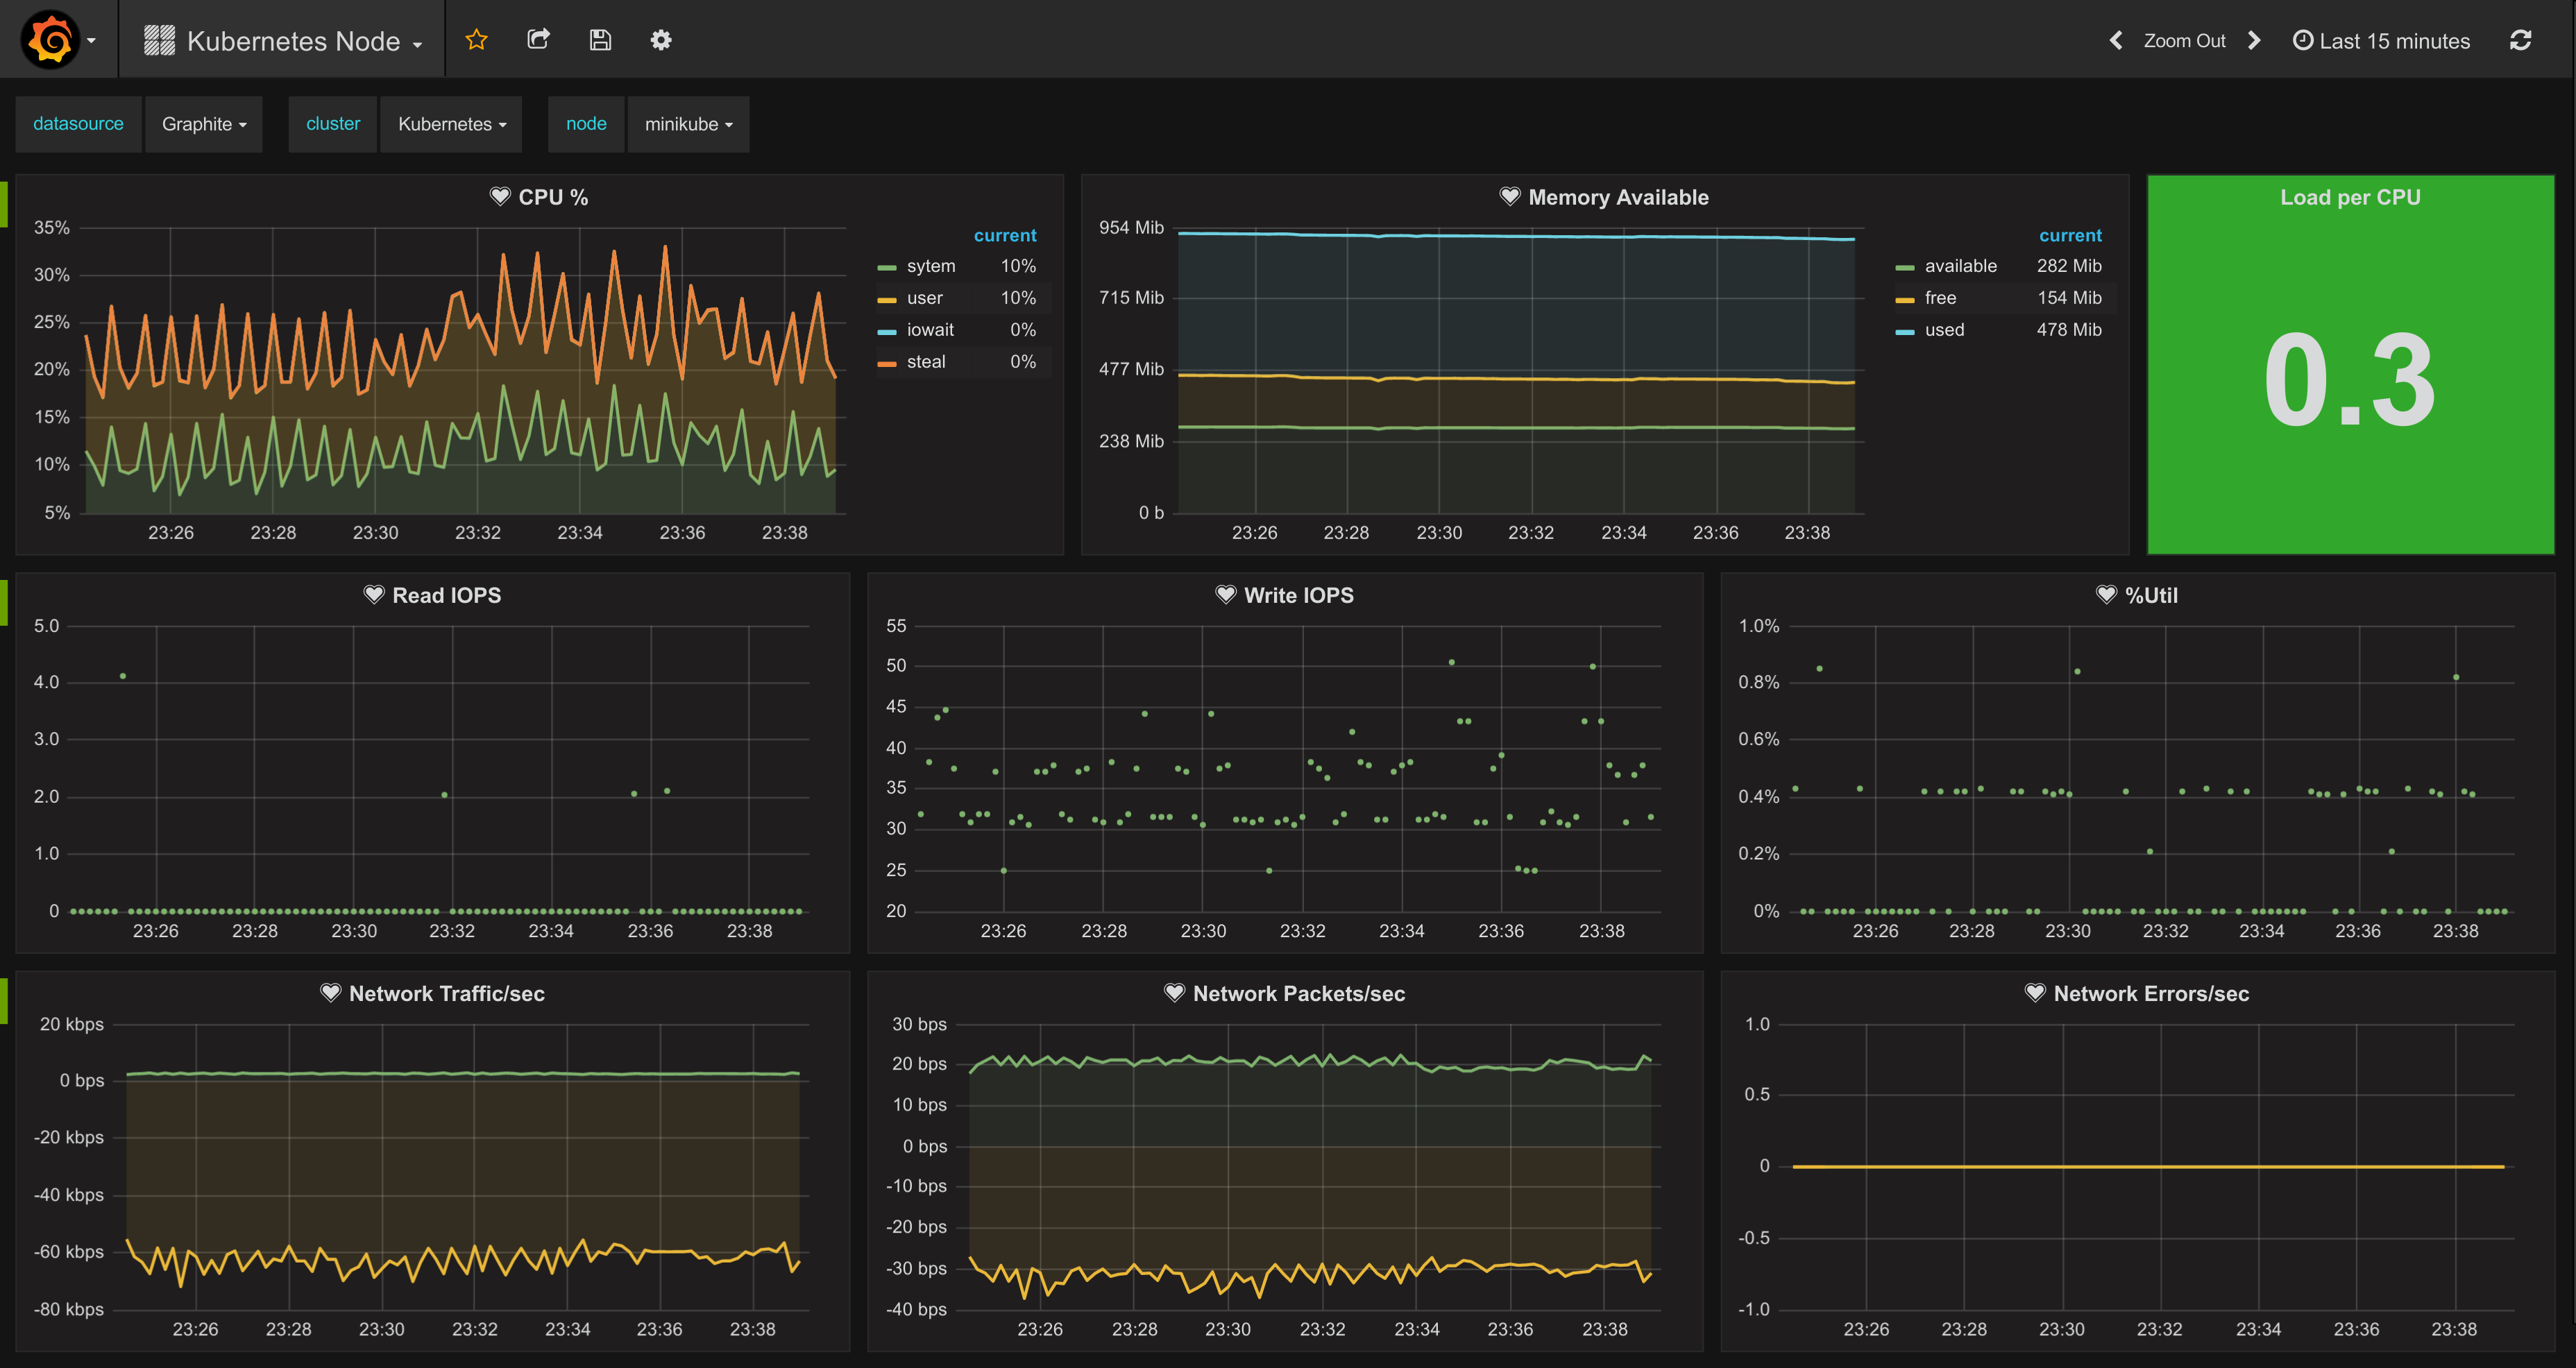 Kubernetes Node
Zoom Out
Last 15 minutes
datasource Graphite cluster Kubernetes node minikube
CPU %
35%
30%
25%
20%
15%
10%
5%
23:26 23:28 23:30 23:32 23:34 23:36 23:38
current
sytem 10%
user 10%
iowait 0%
steal 0%
Memory Available
954 Mib
715 Mib
477 Mib
238 Mib
0 b
23:26 23:28 23:30 23:32 23:34 23:36 23:38
current
available 282 Mib
free 154 Mib
used 478 Mib
Load per CPU
0.3
Read IOPS
5.0
4.0
3.0
2.0
1.0
0
23:26 23:28 23:30 23:32 23:34 23:36 23:38
Write IOPS
55
50
45
40
35
30
25
20
23:26 23:28 23:30 23:32 23:34 23:36 23:38
%Util
1.0%
0.8%
0.6%
0.4%
0.2%
0%
23:26 23:28 23:30 23:32 23:34 23:36 23:38
Network Traffic/sec
20 kbps
0 bps
-20 kbps
-40 kbps
-60 kbps
-80 kbps
23:26 23:28 23:30 23:32 23:34 23:36 23:38
Network Packets/sec
30 bps
20 bps
10 bps
0 bps
-10 bps
-20 bps
-30 bps
-40 bps
23:26 23:28 23:30 23:32 23:34 23:36 23:38
Network Errors/sec
1.0
0.5
0
-0.5
-1.0
23:26 23:28 23:30 23:32 23:34 23:36 23:38